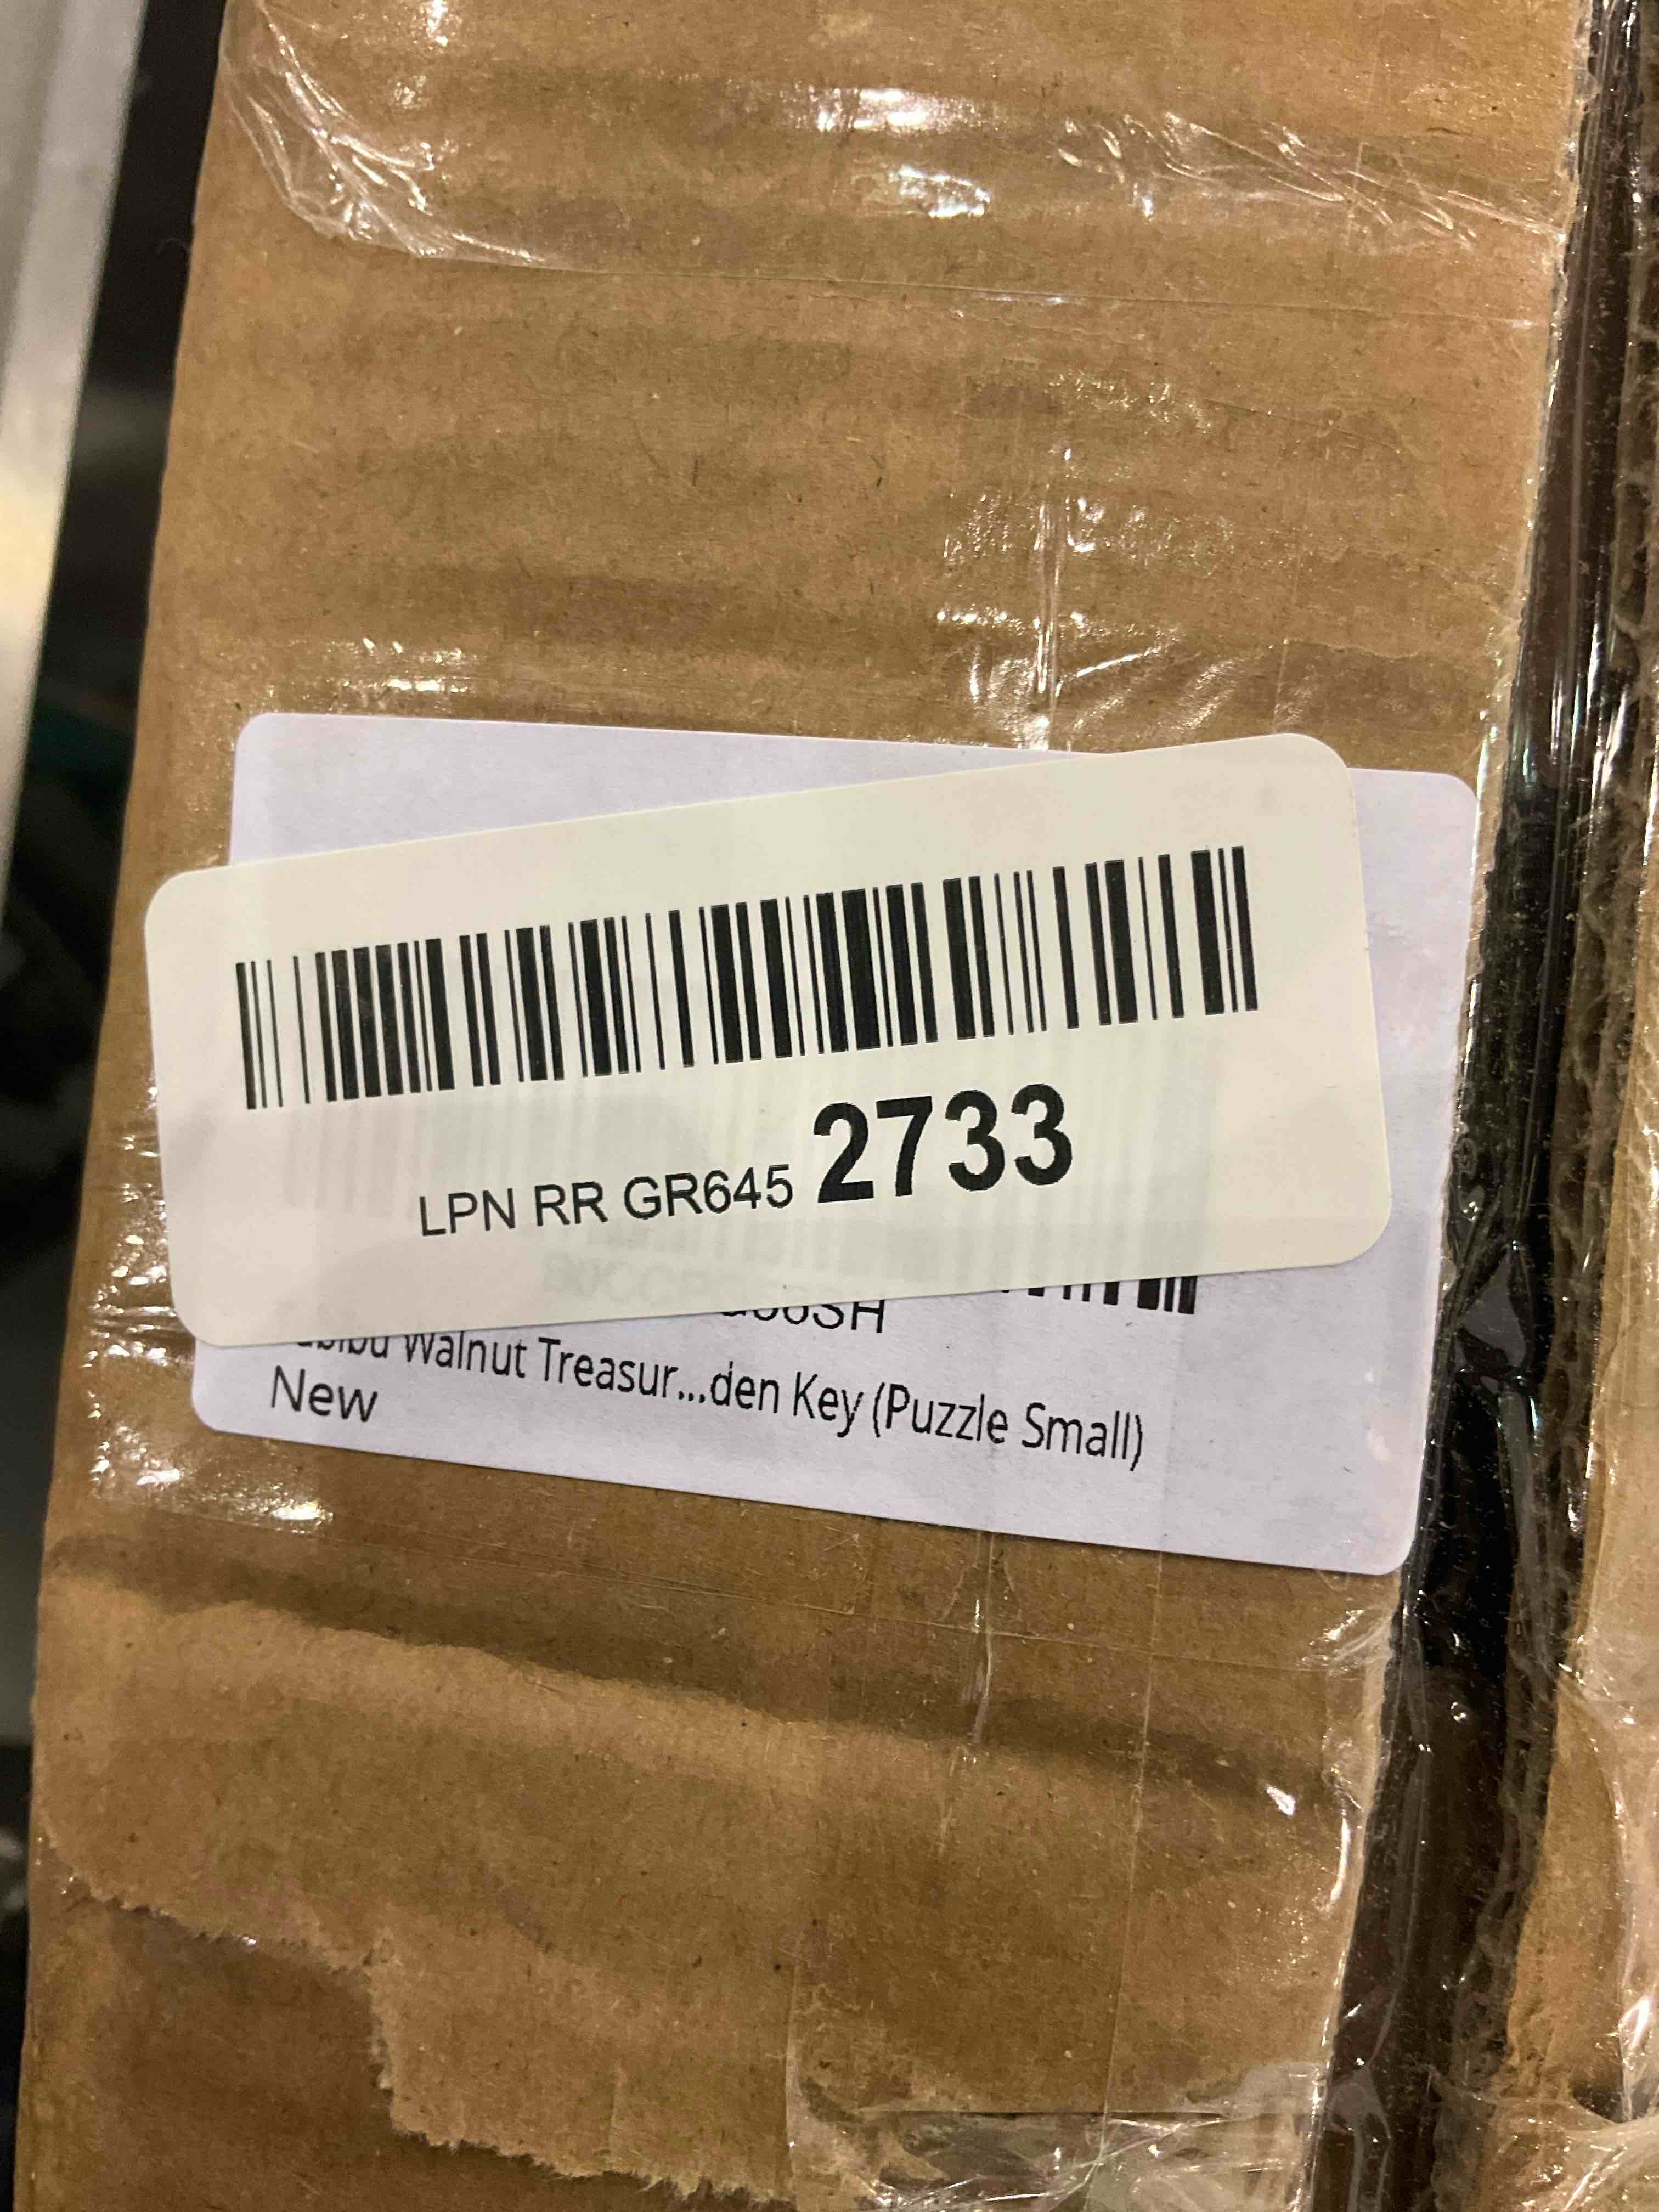 LPN RR GR645 2733
Walnut Treasur...den Key (Puzzle Small)
New